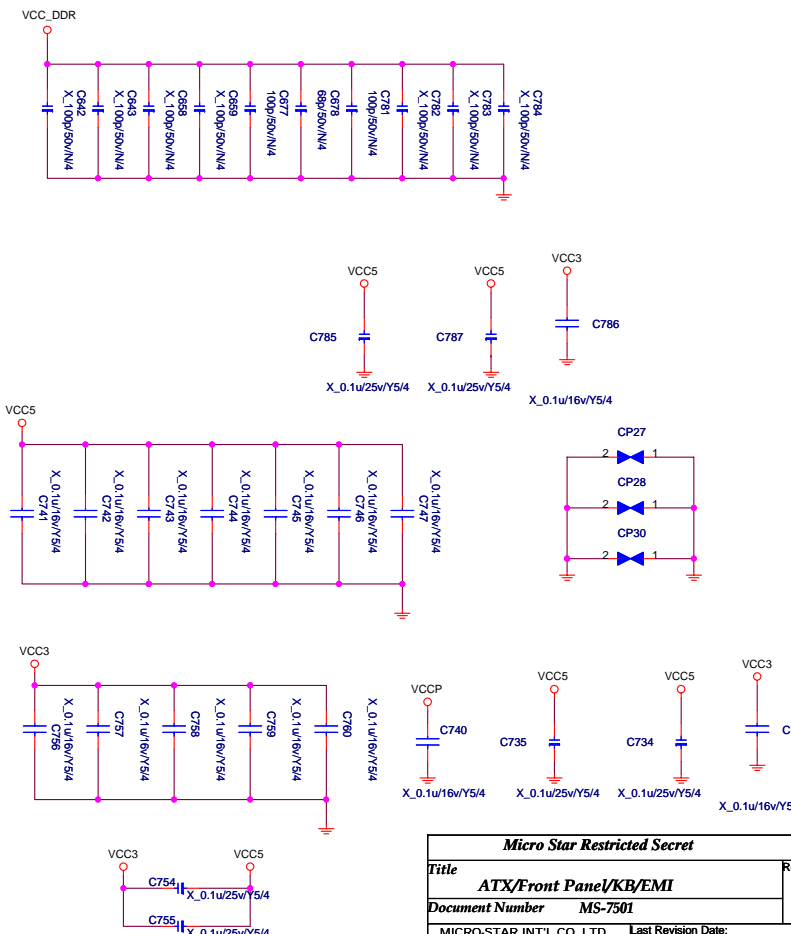 VCC_DDR
C642
X_100p/50v/N/4
C643
X_100p/50v/N/4
C658
X_100p/50v/N/4
C659
X_100p/50v/N/4
C677
100p/50v/N/4
C678
68p/50v/N/4
C781
100p/50v/N/4
C782
X_100p/50v/N/4
C783
X_100p/50v/N/4
C784
X_100p/50v/N/4
VCC5
C785
X_0.1u/25v/Y5/4
VCC5
C787
X_0.1u/25v/Y5/4
VCC3
C786
X_0.1u/16v/Y5/4
VCC5
C741
X_0.1u/16v/Y5/4
C742
X_0.1u/16v/Y5/4
C743
X_0.1u/16v/Y5/4
C744
X_0.1u/16v/Y5/4
C745
X_0.1u/16v/Y5/4
C746
X_0.1u/16v/Y5/4
C747
X_0.1u/16v/Y5/4
CP27
2 1
CP28
2 1
CP30
2 1
VCC3
C756
X_0.1u/16v/Y5/4
C757
X_0.1u/16v/Y5/4
C758
X_0.1u/16v/Y5/4
C759
X_0.1u/16v/Y5/4
C760
X_0.1u/16v/Y5/4
VCCP
C740
X_0.1u/16v/Y5/4
VCC5
C735
X_0.1u/25v/Y5/4
VCC5
C734
X_0.1u/25v/Y5/4
VCC3
C
X_0.1u/16v/Y5
VCC3 VCC5
C754
X_0.1u/25v/Y5/4
C755
X_0.1u/25v/Y5/4
Micro Star Restricted Secret
Title R
ATX/Front Panel/KB/EMI
Document Number MS-7501
MICRO-STAR INT'L CO.,LTD. Last Revision Date: